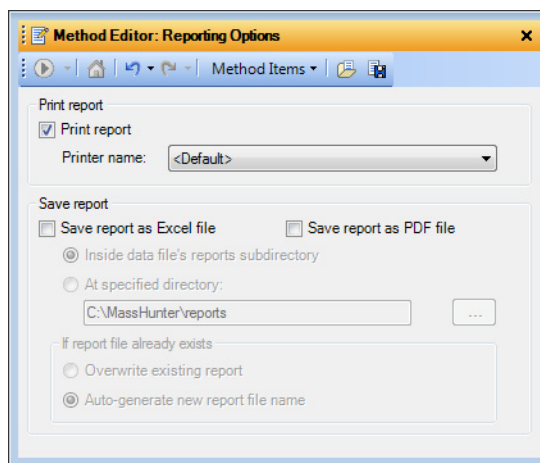 Method Editor: Reporting Options
Method Items
Print report
Print report
Printer name: <Default>
Save report
Save report as Excel file Save report as PDF file
Inside data file's reports subdirectory
At specified directory:
C:\MassHunter\reports ...
If report file already exists
Overwrite existing report
Auto-generate new report file name